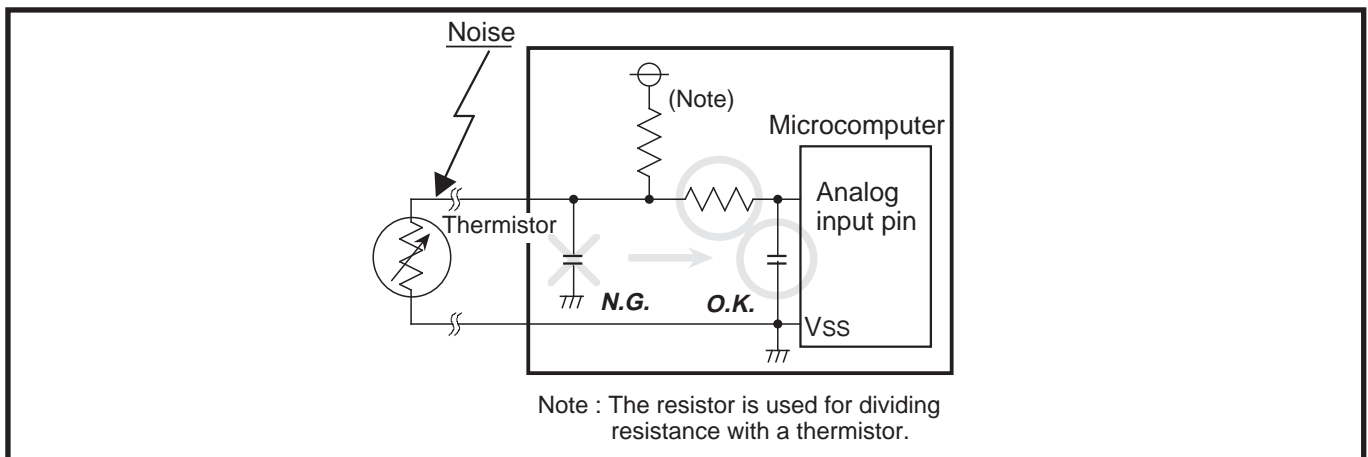 Noise
(Note)
Microcomputer
Analog
input pin
Thermistor
N.G.
O.K.
VSS
Note : The resistor is used for dividing
resistance with a thermistor.